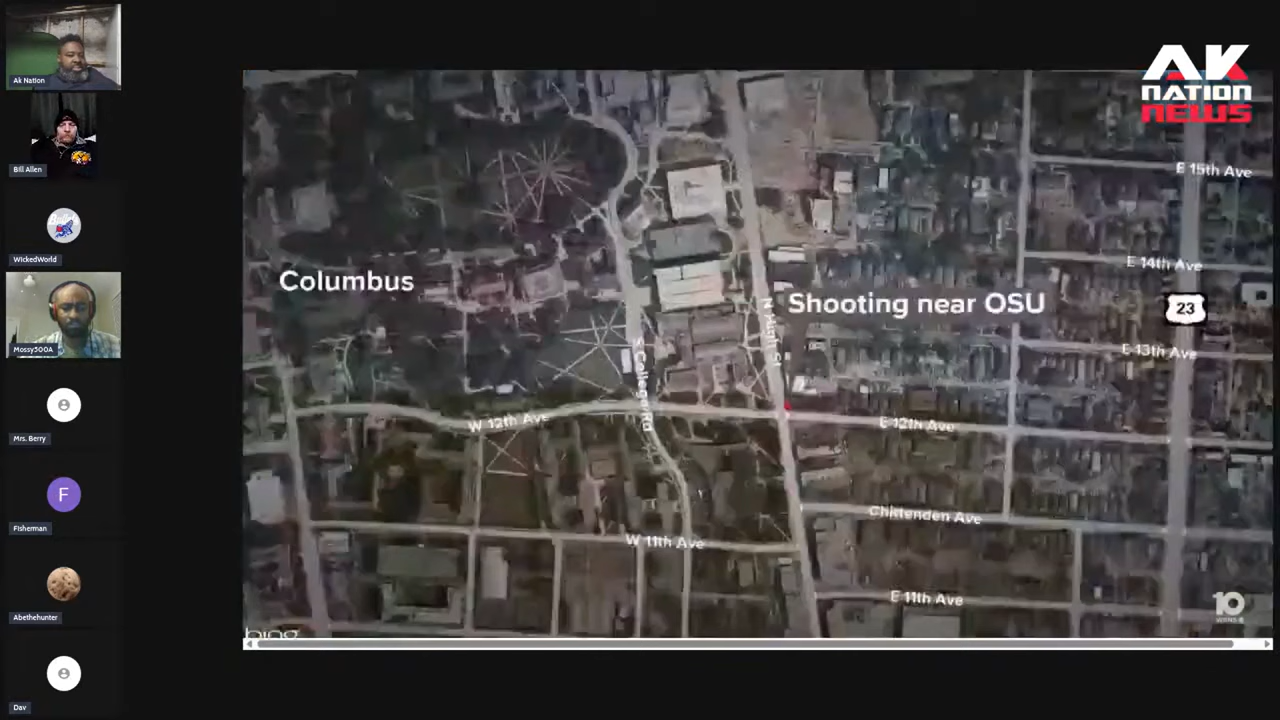 Ak Nation
Bill Allen
WickedWorld
Mossy500A
Mrs. Berry
F
Fisherman
Abethehunter
Dav
AK
NATION
NEWS
E 15th Ave
Columbus
E 14th Ave
Shooting near OSU
23
N High St
E 13th Ave
S College Rd
W 12th Ave
E 12th Ave
Chittenden Ave
W 11th Ave
E 11th Ave
10
bing